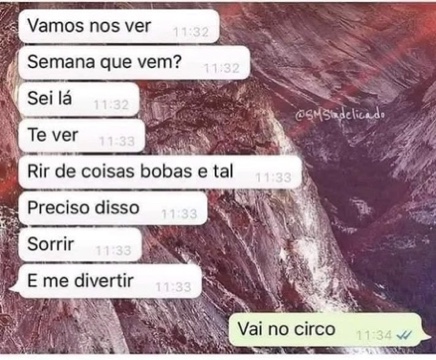 Vamos nos ver 11:32
Semana que vem? 11:32
Sei lá 11:32
@SMSindelicado
Te ver 11:33
Rir de coisas bobas e tal 11:33
Preciso disso 11:33
Sorrir 11:33
E me divertir 11:33
Vai no circo 11:34